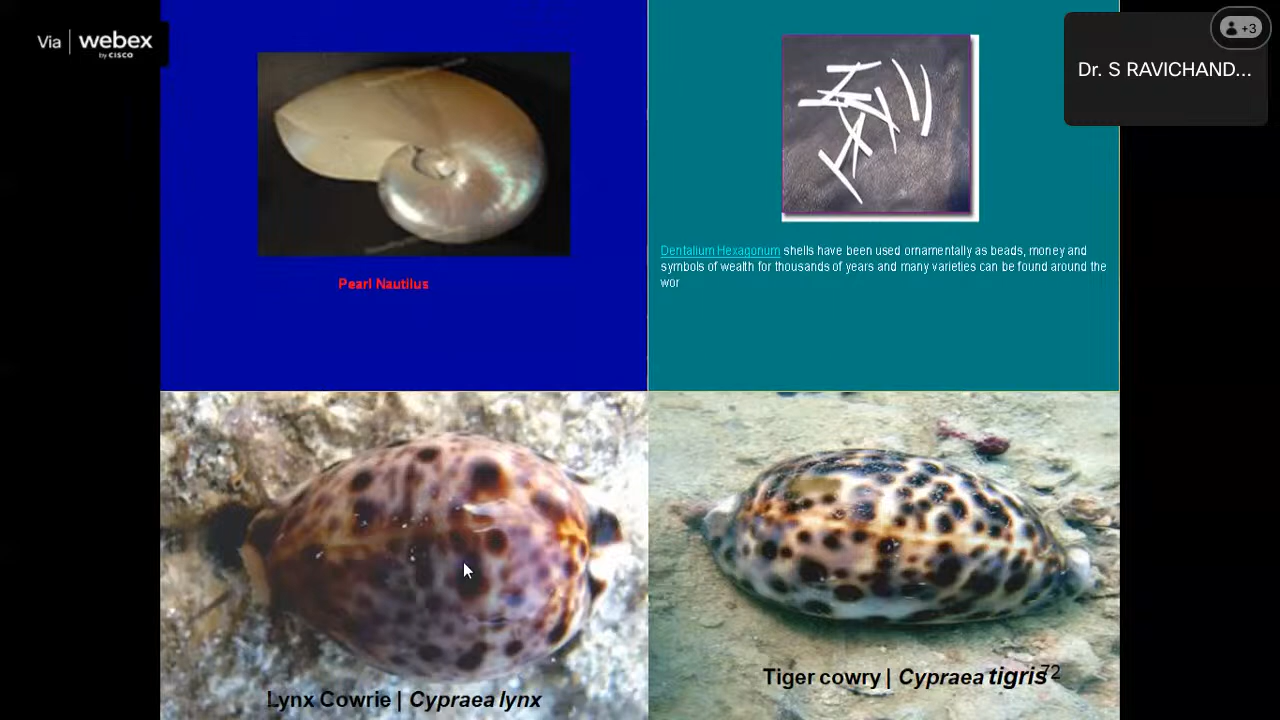 Via webex
by CISCO
+3
Dr. S RAVICHAND...
Pearl Nautilus
Dentalium Hexagonum shells have been used ornamentally as beads, money and
symbols of wealth for thousands of years and many varieties can be found around the
wor
Lynx Cowrie | Cypraea lynx
Tiger cowry | Cypraea tigris
72